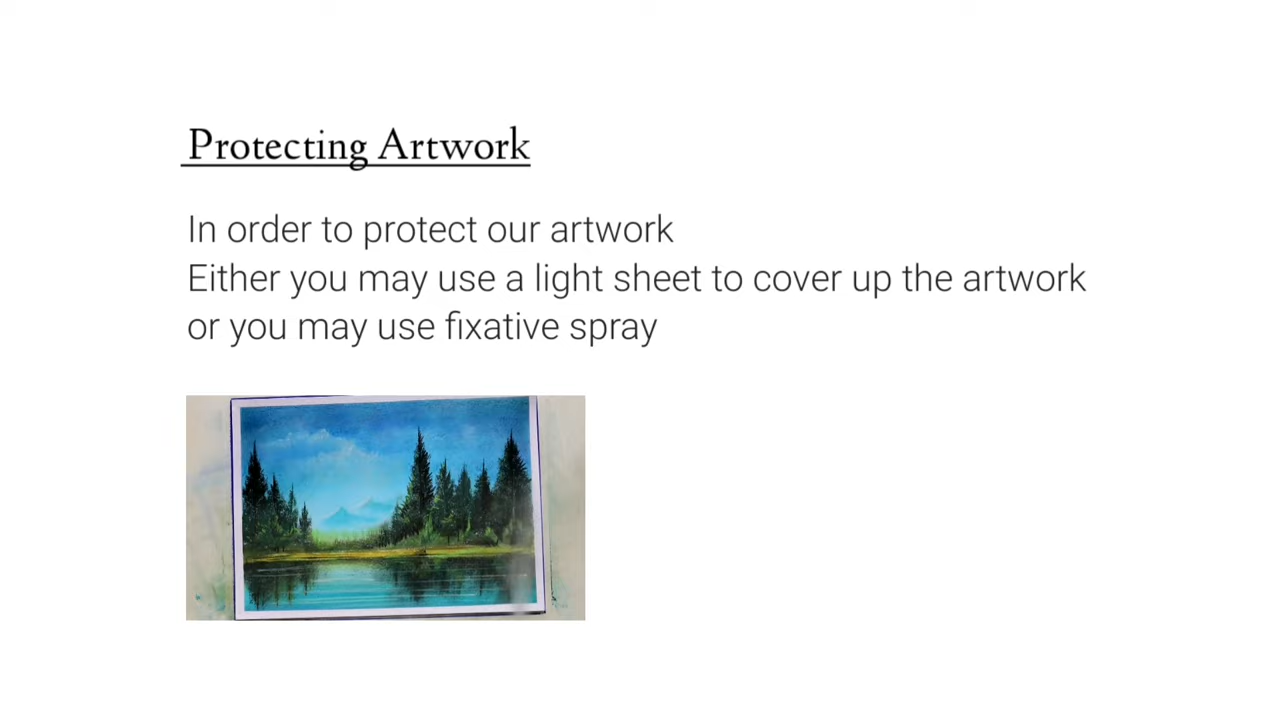 Protecting Artwork
In order to protect our artwork
Either you may use a light sheet to cover up the artwork
or you may use fixative spray